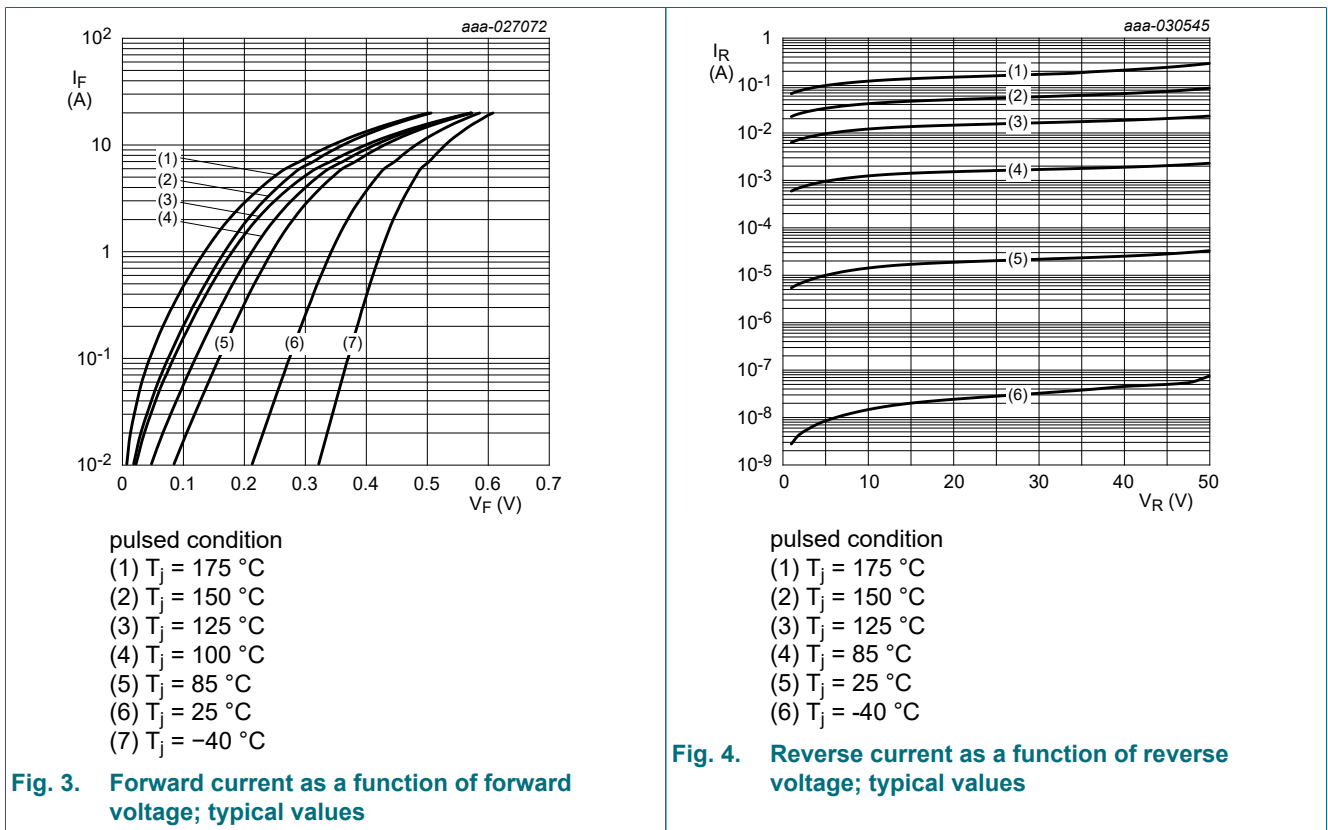 aaa-027072
10²
I_F
(A)
10
1
10⁻¹
10⁻²
(1)
(2)
(3)
(4)
(5)
(6)
(7)
0
0.1
0.2
0.3
0.4
0.5
0.6
0.7
V_F (V)
pulsed condition
(1) T_j = 175 °C
(2) T_j = 150 °C
(3) T_j = 125 °C
(4) T_j = 100 °C
(5) T_j = 85 °C
(6) T_j = 25 °C
(7) T_j = −40 °C
Fig. 3. Forward current as a function of forward
voltage; typical values
aaa-030545
1
I_R
(A)
10⁻¹
10⁻²
10⁻³
10⁻⁴
10⁻⁵
10⁻⁶
10⁻⁷
10⁻⁸
10⁻⁹
(1)
(2)
(3)
(4)
(5)
(6)
0
10
20
30
40
50
V_R (V)
pulsed condition
(1) T_j = 175 °C
(2) T_j = 150 °C
(3) T_j = 125 °C
(4) T_j = 85 °C
(5) T_j = 25 °C
(6) T_j = -40 °C
Fig. 4. Reverse current as a function of reverse
voltage; typical values